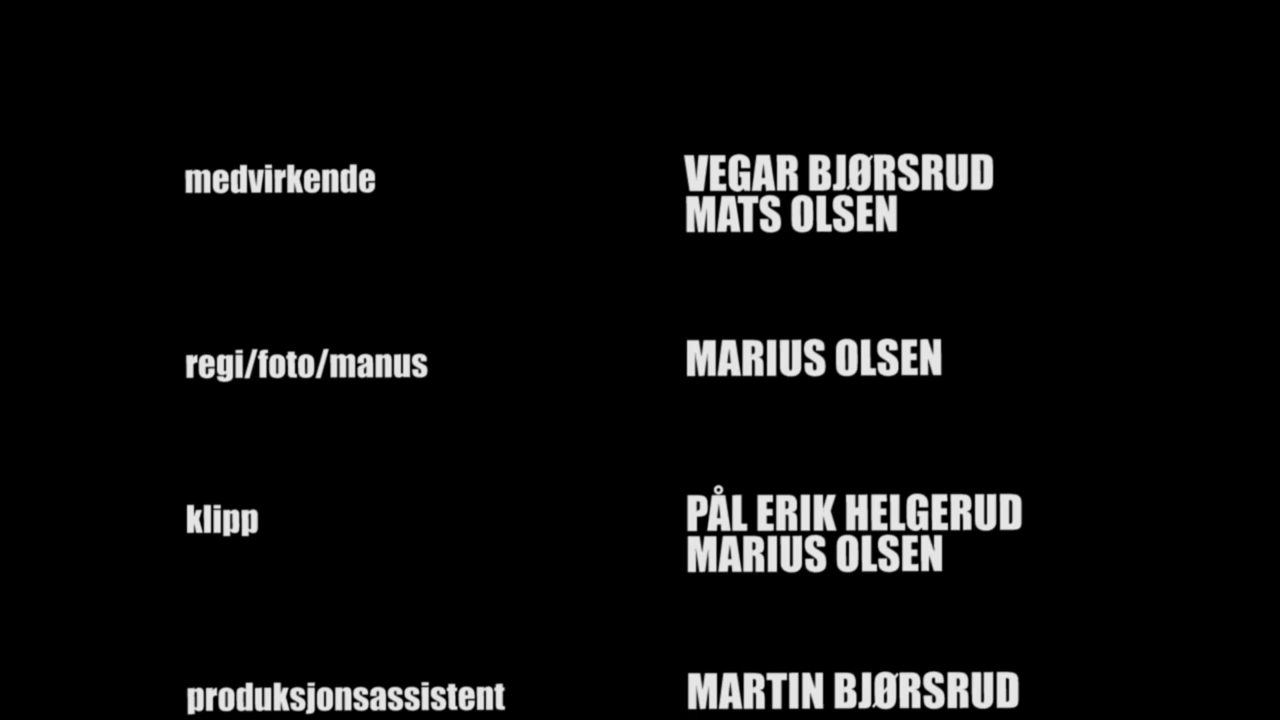 medvirkende VEGAR BJØRSRUD
MATS OLSEN
regi/foto/manus MARIUS OLSEN
klipp PÅL ERIK HELGERUD
MARIUS OLSEN
produksjonsassistent MARTIN BJØRSRUD